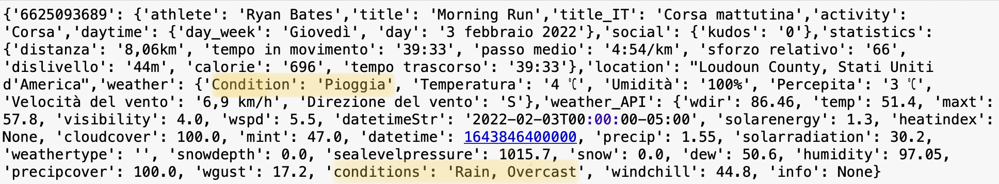 {'6625093689': {'athlete': 'Ryan Bates','title': 'Morning Run','title_IT': 'Corsa mattutina','activity':
'Corsa','daytime': {'day_week': 'Giovedì', 'day': '3 febbraio 2022'},'social': {'kudos': '0'},'statistics':
{'distanza': '8,06km', 'tempo in movimento': '39:33', 'passo medio': '4:54/km', 'sforzo relativo': '66',
'dislivello': '44m', 'calorie': '696', 'tempo trascorso': '39:33'},'location': "Loudoun County, Stati Uniti
d'America",'weather': {'Condition': 'Pioggia', 'Temperatura': '4 ℃', 'Umidità': '100%', 'Percepita': '3 ℃',
'Velocità del vento': '6,9 km/h', 'Direzione del vento': 'S'},'weather_API': {'wdir': 86.46, 'temp': 51.4, 'maxt':
57.8, 'visibility': 4.0, 'wspd': 5.5, 'datetimeStr': '2022-02-03T00:00:00-05:00', 'solarenergy': 1.3, 'heatindex':
None, 'cloudcover': 100.0, 'mint': 47.0, 'datetime': 1643846400000, 'precip': 1.55, 'solarradiation': 30.2,
'weathertype': '', 'snowdepth': 0.0, 'sealevelpressure': 1015.7, 'snow': 0.0, 'dew': 50.6, 'humidity': 97.05,
'precipcover': 100.0, 'wgust': 17.2, 'conditions': 'Rain, Overcast', 'windchill': 44.8, 'info': None}